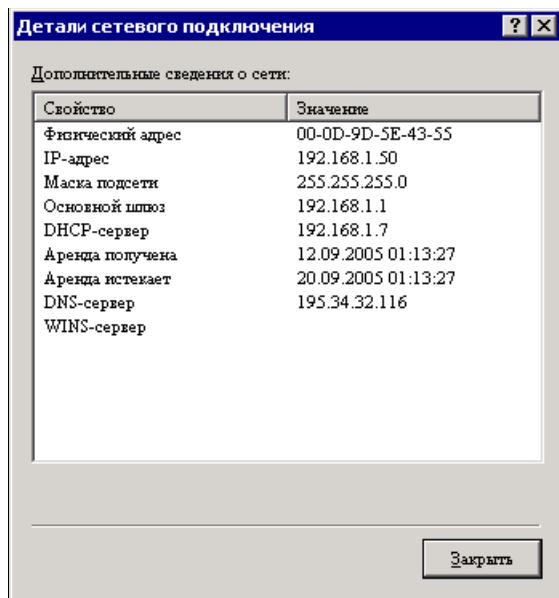 Детали сетевого подключения
Дополнительные сведения о сети:
Свойство Значение
Физический адрес 00-0D-9D-5E-43-55
IP-адрес 192.168.1.50
Маска подсети 255.255.255.0
Основной шлюз 192.168.1.1
DHCP-сервер 192.168.1.7
Аренда получена 12.09.2005 01:13:27
Аренда истекает 20.09.2005 01:13:27
DNS-сервер 195.34.32.116
WINS-сервер
Закрыть